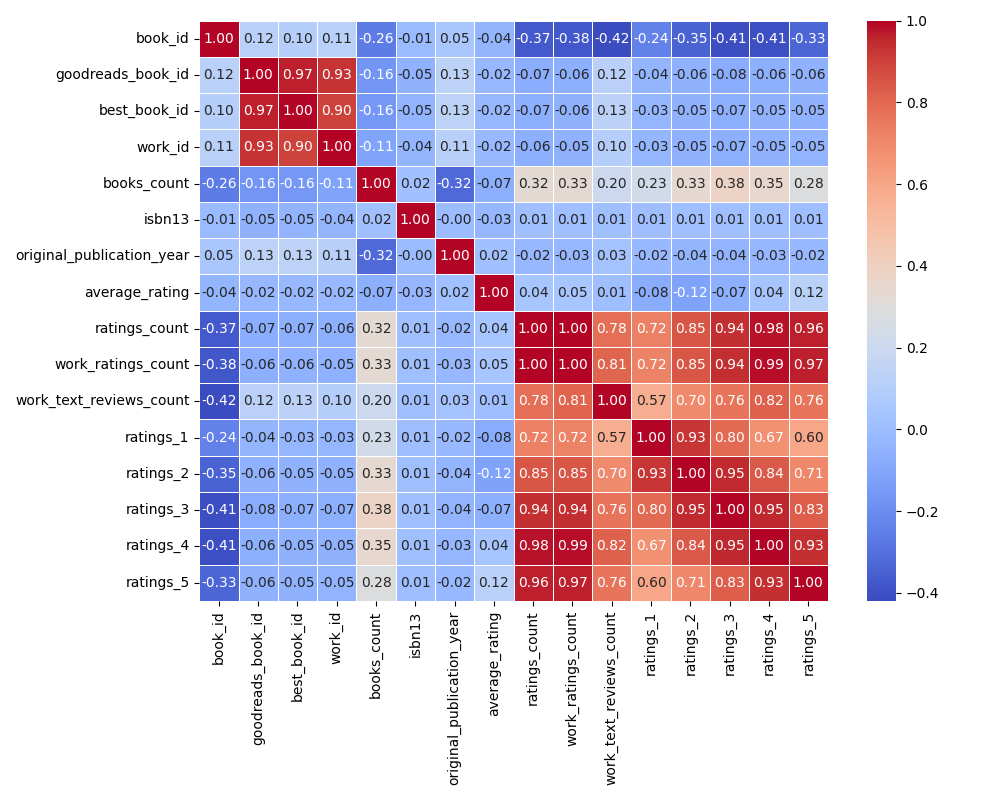 book_id 1.00 0.12 0.10 0.11 -0.26 -0.01 0.05 -0.04 -0.37 -0.38 -0.42 -0.24 -0.35 -0.41 -0.41 -0.33
goodreads_book_id 0.12 1.00 0.97 0.93 -0.16 -0.05 0.13 -0.02 -0.07 -0.06 0.12 -0.04 -0.06 -0.08 -0.06 -0.06
best_book_id 0.10 0.97 1.00 0.90 -0.16 -0.05 0.13 -0.02 -0.07 -0.06 0.13 -0.03 -0.05 -0.07 -0.05 -0.05
work_id 0.11 0.93 0.90 1.00 -0.11 -0.04 0.11 -0.02 -0.06 -0.05 0.10 -0.03 -0.05 -0.07 -0.05 -0.05
books_count -0.26 -0.16 -0.16 -0.11 1.00 0.02 -0.32 -0.07 0.32 0.33 0.20 0.23 0.33 0.38 0.35 0.28
isbn13 -0.01 -0.05 -0.05 -0.04 0.02 1.00 -0.00 -0.03 0.01 0.01 0.01 0.01 0.01 0.01 0.01 0.01
original_publication_year 0.05 0.13 0.13 0.11 -0.32 -0.00 1.00 0.02 -0.02 -0.03 0.03 -0.02 -0.04 -0.04 -0.03 -0.02
average_rating -0.04 -0.02 -0.02 -0.02 -0.07 -0.03 0.02 1.00 0.04 0.05 0.01 -0.08 -0.12 -0.07 0.04 0.12
ratings_count -0.37 -0.07 -0.07 -0.06 0.32 0.01 -0.02 0.04 1.00 1.00 0.78 0.72 0.85 0.94 0.98 0.96
work_ratings_count -0.38 -0.06 -0.06 -0.05 0.33 0.01 -0.03 0.05 1.00 1.00 0.81 0.72 0.85 0.94 0.99 0.97
work_text_reviews_count -0.42 0.12 0.13 0.10 0.20 0.01 0.03 0.01 0.78 0.81 1.00 0.57 0.70 0.76 0.82 0.76
ratings_1 -0.24 -0.04 -0.03 -0.03 0.23 0.01 -0.02 -0.08 0.72 0.72 0.57 1.00 0.93 0.80 0.67 0.60
ratings_2 -0.35 -0.06 -0.05 -0.05 0.33 0.01 -0.04 -0.12 0.85 0.85 0.70 0.93 1.00 0.95 0.84 0.71
ratings_3 -0.41 -0.08 -0.07 -0.07 0.38 0.01 -0.04 -0.07 0.94 0.94 0.76 0.80 0.95 1.00 0.95 0.83
ratings_4 -0.41 -0.06 -0.05 -0.05 0.35 0.01 -0.03 0.04 0.98 0.99 0.82 0.67 0.84 0.95 1.00 0.93
ratings_5 -0.33 -0.06 -0.05 -0.05 0.28 0.01 -0.02 0.12 0.96 0.97 0.76 0.60 0.71 0.83 0.93 1.00
book_id
goodreads_book_id
best_book_id
work_id
books_count
isbn13
original_publication_year
average_rating
ratings_count
work_ratings_count
work_text_reviews_count
ratings_1
ratings_2
ratings_3
ratings_4
ratings_5
1.0
0.8
0.6
0.4
0.2
0.0
−0.2
−0.4